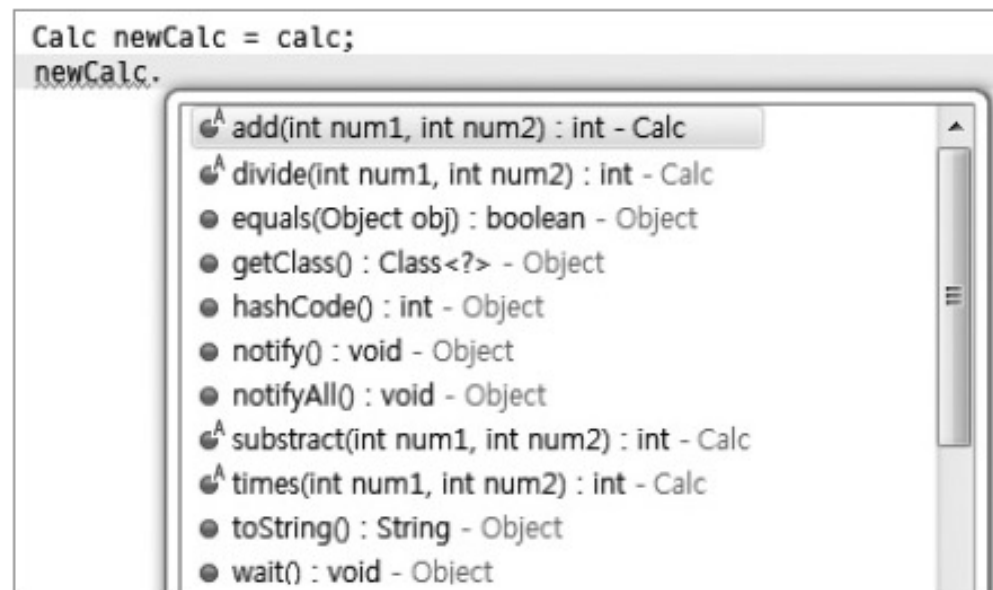 Calc newCalc = calc;
newCalc.
add(int num1, int num2) : int - Calc
divide(int num1, int num2) : int - Calc
equals(Object obj) : boolean - Object
getClass() : Class<?> - Object
hashCode() : int - Object
notify() : void - Object
notifyAll() : void - Object
substract(int num1, int num2) : int - Calc
times(int num1, int num2) : int - Calc
toString() : String - Object
wait() : void - Object